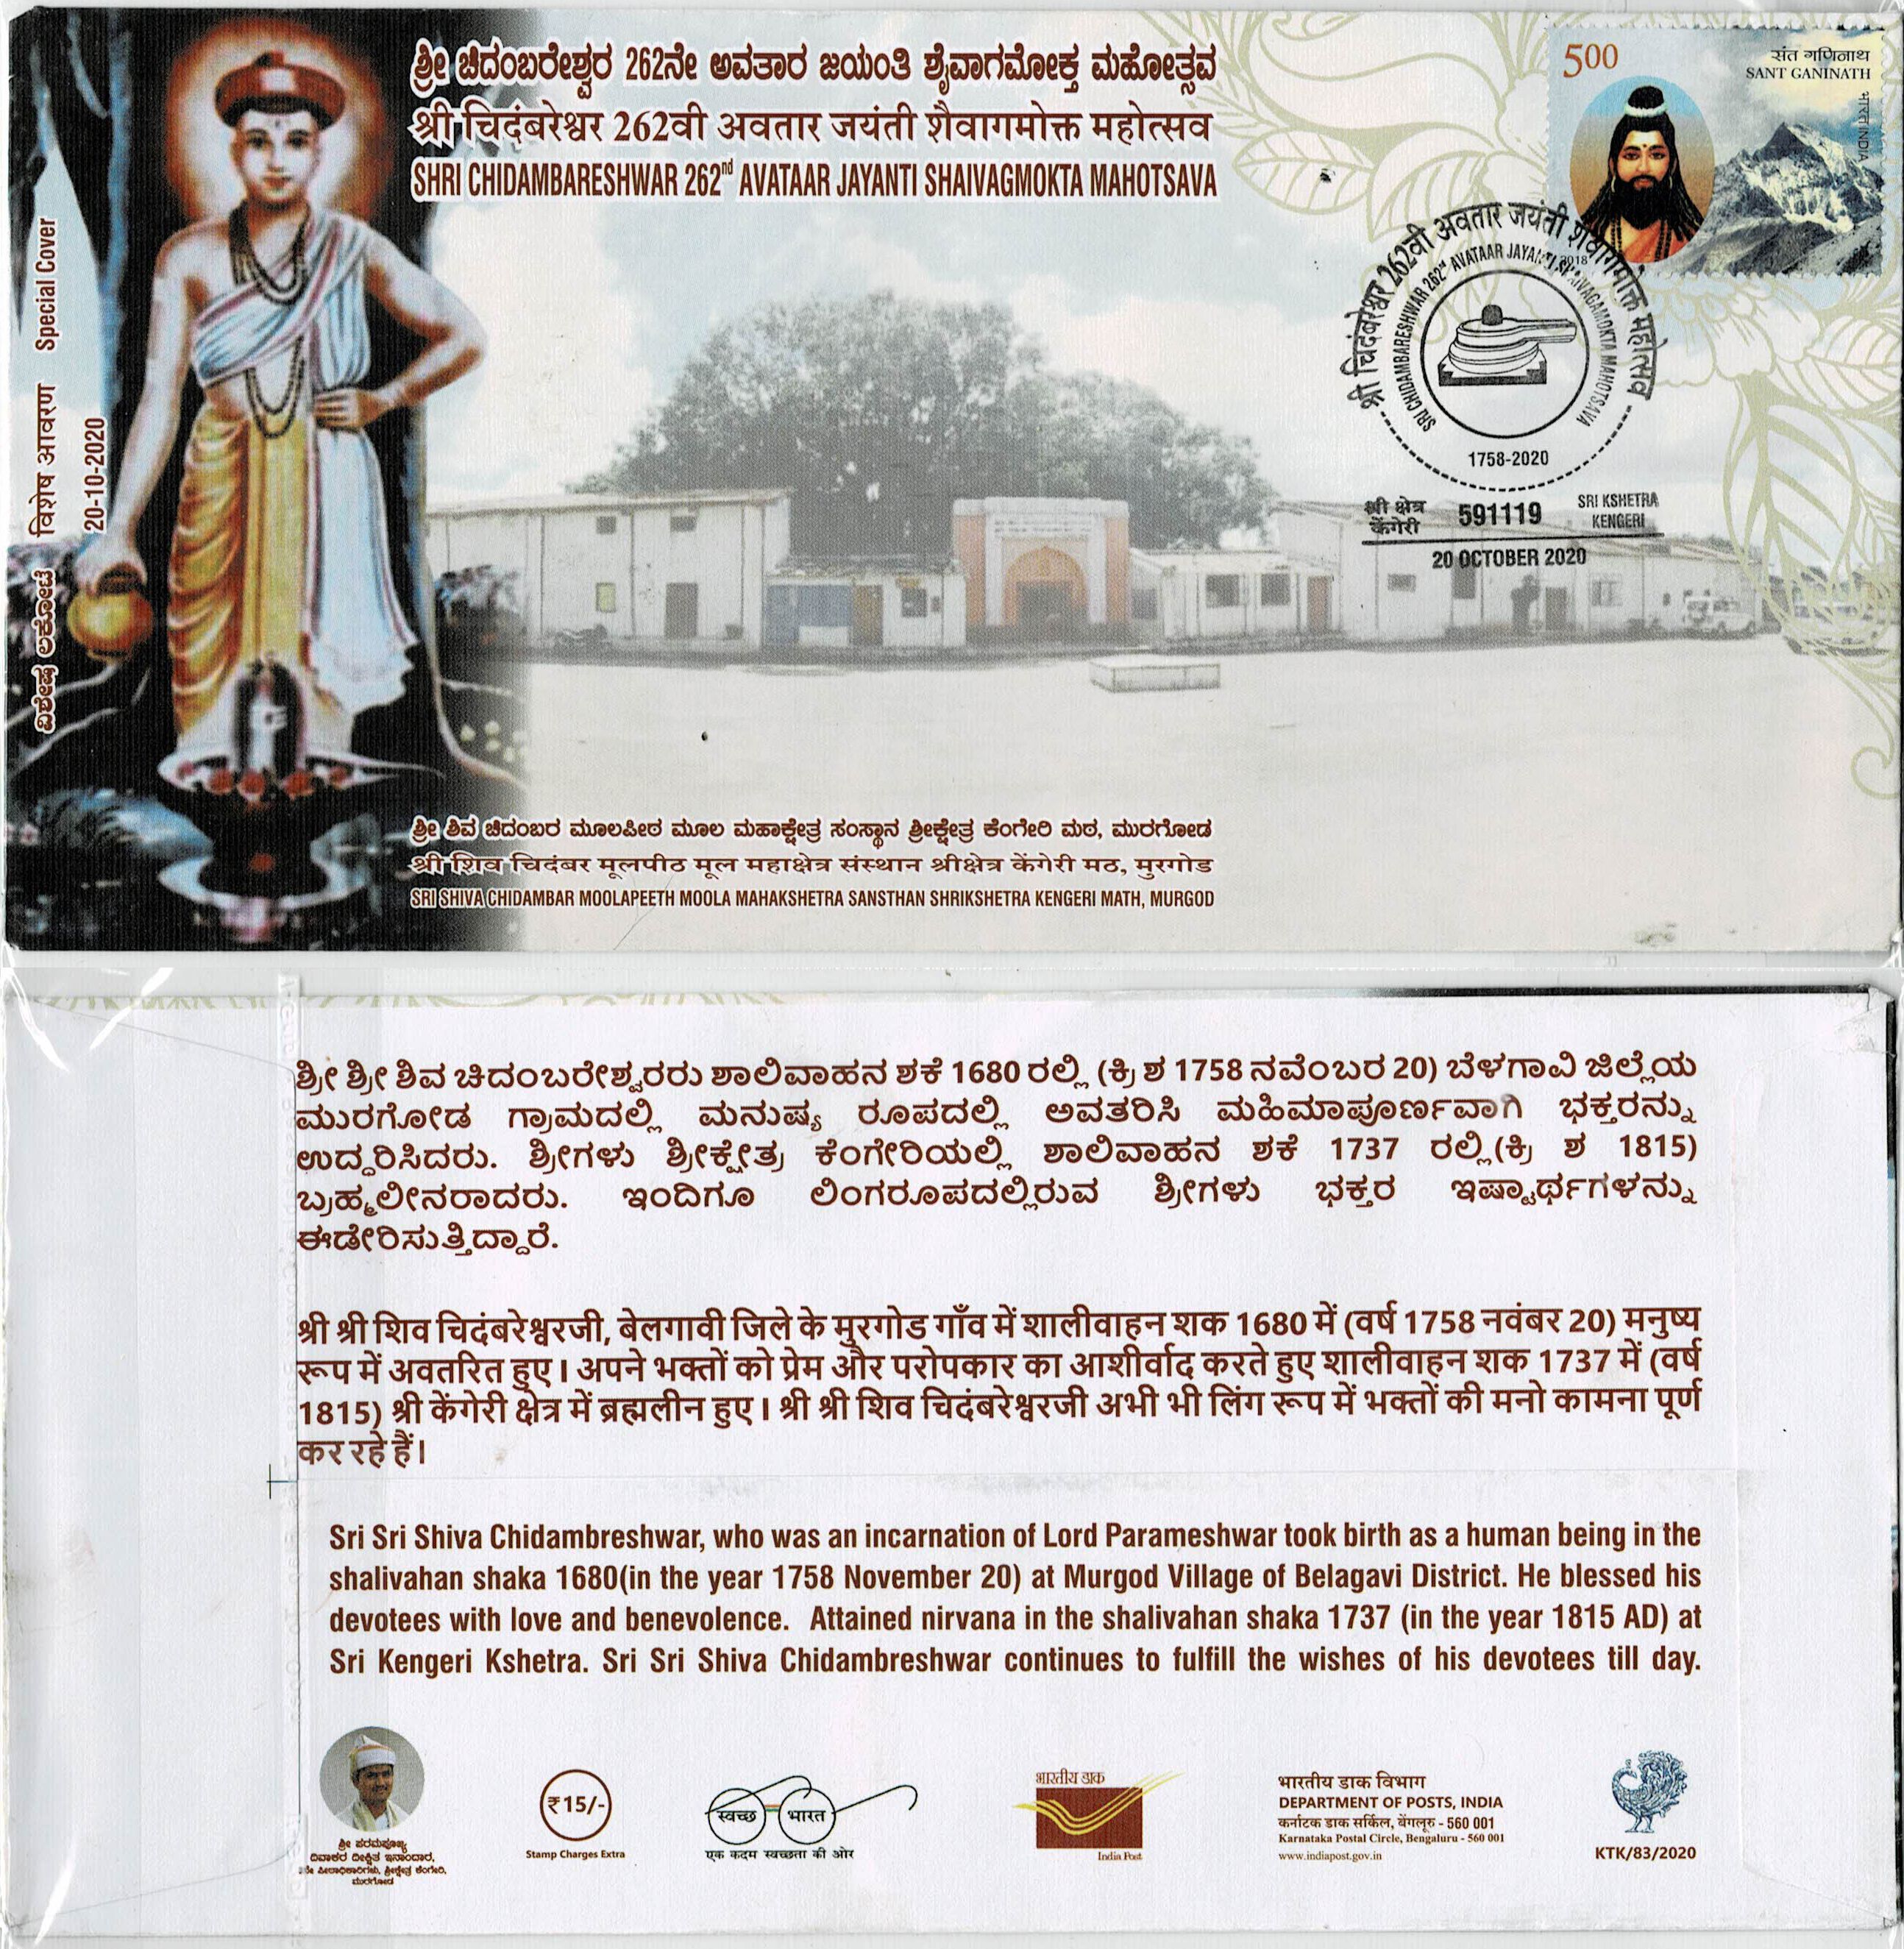 ಶ್ರೀ ಚಿದಂಬರೇಶ್ವರ 262ನೇ ಅವತಾರ ಜಯಂತಿ ಶೈವಾಗಮೋಕ್ತ ಮಹೋತ್ಸವ
श्री चिदंबरेश्वर 262वी अवतार जयंती शैवागमोक्त महोत्सव
SHRI CHIDAMBARESHWAR 262nd AVATAAR JAYANTI SHAIVAGMOKTA MAHOTSAVA
500
संत गणिनाथ
SANT GANINATH
भारत INDIA
2018
ವಿಶೇಷ ಲಕೋಟೆ विशेष आवरण Special Cover
20-10-2020
श्री चिदंबरेश्वर 262वी अवतार जयंती शैवागमोक्त महोत्सव
SRI CHIDAMBARESHWAR 262nd AVATAAR JAYANTI SHAIVAGAMOKTA MAHOTSAVA
1758-2020
श्री क्षेत्र
केंगेरी
591119
SRI KSHETRA
KENGERI
20 OCTOBER 2020
ಶ್ರೀ ಶಿವ ಚಿದಂಬರ ಮೂಲಪೀಠ ಮೂಲ ಮಹಾಕ್ಷೇತ್ರ ಸಂಸ್ಥಾನ ಶ್ರೀಕ್ಷೇತ್ರ ಕೆಂಗೇರಿ ಮಠ, ಮುರಗೋಡ
श्री शिव चिदंबर मूलपीठ मूल महाक्षेत्र संस्थान श्रीक्षेत्र केंगेरी मठ, मुरगोड
SRI SHIVA CHIDAMBAR MOOLAPEETH MOOLA MAHAKSHETRA SANSTHAN SHRIKSHETRA KENGERI MATH, MURGOD
ಶ್ರೀ ಶ್ರೀ ಶಿವ ಚಿದಂಬರೇಶ್ವರರು ಶಾಲಿವಾಹನ ಶಕೆ 1680 ರಲ್ಲಿ (ಕ್ರಿ ಶ 1758 ನವೆಂಬರ 20) ಬೆಳಗಾವಿ ಜಿಲ್ಲೆಯ
ಮುರಗೋಡ ಗ್ರಾಮದಲ್ಲಿ ಮನುಷ್ಯ ರೂಪದಲ್ಲಿ ಅವತರಿಸಿ ಮಹಿಮಾಪೂರ್ಣವಾಗಿ ಭಕ್ತರನ್ನು
ಉದ್ದರಿಸಿದರು. ಶ್ರೀಗಳು ಶ್ರೀಕ್ಷೇತ್ರ ಕೆಂಗೇರಿಯಲ್ಲಿ ಶಾಲಿವಾಹನ ಶಕೆ 1737 ರಲ್ಲಿ (ಕ್ರಿ ಶ 1815)
ಬ್ರಹ್ಮಲೀನರಾದರು. ಇಂದಿಗೂ ಲಿಂಗರೂಪದಲ್ಲಿರುವ ಶ್ರೀಗಳು ಭಕ್ತರ ಇಷ್ಟಾರ್ಥಗಳನ್ನು
ಈಡೇರಿಸುತ್ತಿದ್ದಾರೆ.
श्री श्री शिव चिदंबरेश्वरजी, बेलगावी जिले के मुरगोड गाँव में शालीवाहन शक 1680 में (वर्ष 1758 नवंबर 20) मनुष्य
रूप में अवतरित हुए। अपने भक्तों को प्रेम और परोपकार का आशीर्वाद करते हुए शालीवाहन शक 1737 में (वर्ष
1815) श्री केंगेरी क्षेत्र में ब्रह्मलीन हुए। श्री श्री शिव चिदंबरेश्वरजी अभी भी लिंग रूप में भक्तों की मनो कामना पूर्ण
कर रहे हैं।
Sri Sri Shiva Chidambreshwar, who was an incarnation of Lord Parameshwar took birth as a human being in the
shalivahan shaka 1680(in the year 1758 November 20) at Murgod Village of Belagavi District. He blessed his
devotees with love and benevolence. Attained nirvana in the shalivahan shaka 1737 (in the year 1815 AD) at
Sri Kengeri Kshetra. Sri Sri Shiva Chidambreshwar continues to fulfill the wishes of his devotees till day.
ಶ್ರೀ ಪರಮಪೂಜ್ಯ
ದಿವಾಕರ ದೀಕ್ಷಿತ ಇನಾಂದಾರ,
ಪೀಠಾಧಿಕಾರಿಗಳು, ಶ್ರೀಕ್ಷೇತ್ರ ಕೆಂಗೇರಿ,
ಮುರಗೋಡ
₹15/-
Stamp Charges Extra
स्वच्छ भारत
एक कदम स्वच्छता की ओर
भारतीय डाक
India Post
भारतीय डाक विभाग
DEPARTMENT OF POSTS, INDIA
कर्नाटक डाक सर्किल, बेंगलूरु - 560 001
Karnataka Postal Circle, Bengaluru - 560 001
www.indiapost.gov.in
KTK/83/2020